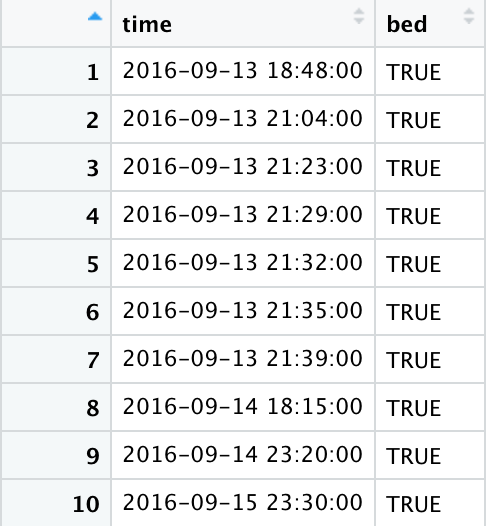 time bed
1 2016-09-13 18:48:00 TRUE
2 2016-09-13 21:04:00 TRUE
3 2016-09-13 21:23:00 TRUE
4 2016-09-13 21:29:00 TRUE
5 2016-09-13 21:32:00 TRUE
6 2016-09-13 21:35:00 TRUE
7 2016-09-13 21:39:00 TRUE
8 2016-09-14 18:15:00 TRUE
9 2016-09-14 23:20:00 TRUE
10 2016-09-15 23:30:00 TRUE